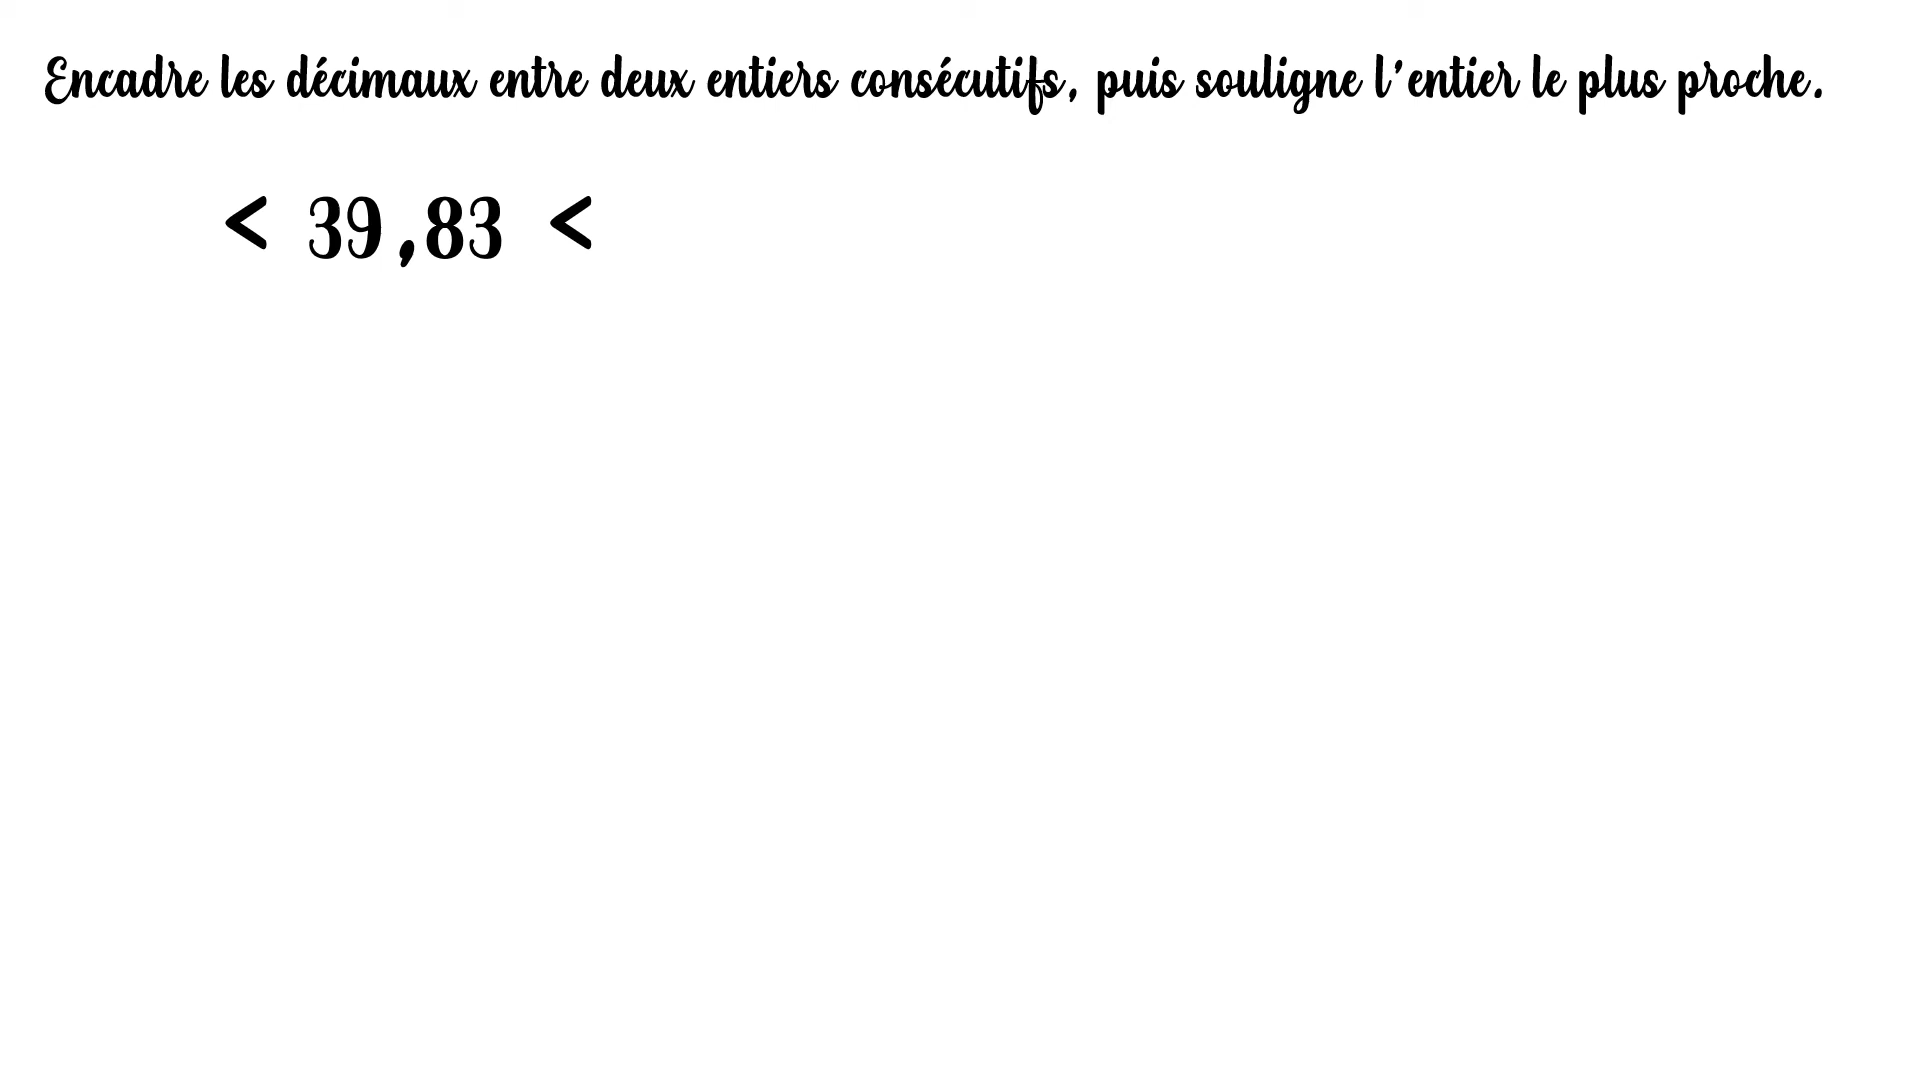 Encadre les décimaux entre deux entiers consécutifs, puis souligne l'entier le plus proche.
< 39,83 <